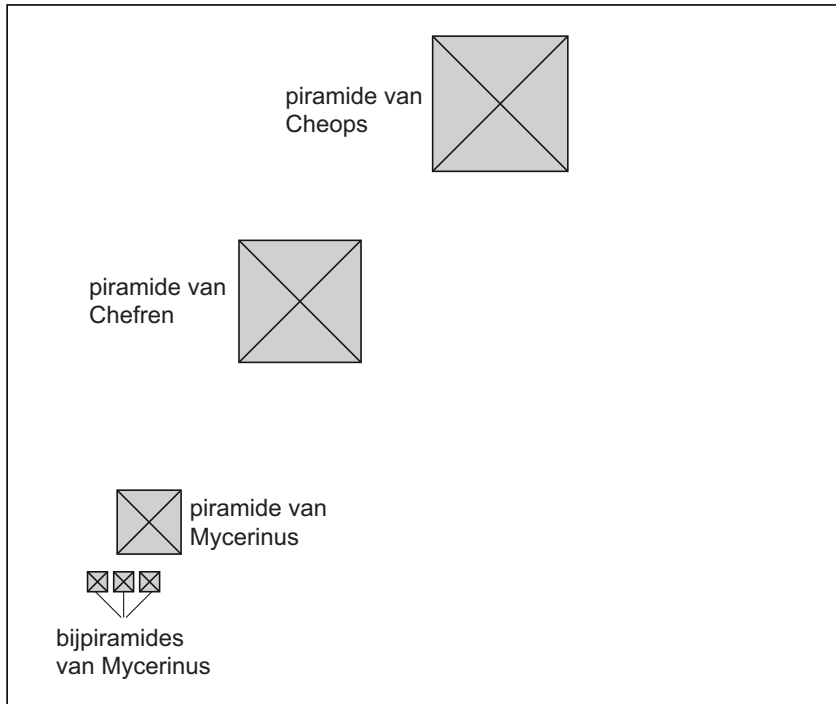 piramide van
Cheops
piramide van
Chefren
piramide van
Mycerinus
bijpiramides
van Mycerinus